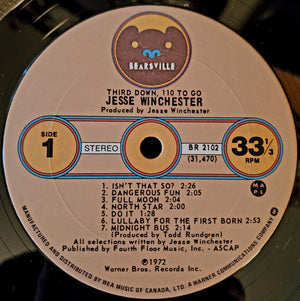 BEARSVILLE
THIRD DOWN, 110 TO GO
JESSE WINCHESTER
Produced by Jesse Winchester
SIDE
1
STEREO
BR 2102
(31,470)
33 1/3
RPM
M
A P
L
1. ISN'T THAT SO? 2:26
2. DANGEROUS FUN 2:05
3. FULL MOON 2:04
4. NORTH STAR 2:00
5. DO IT 1:28
6. LULLABY FOR THE FIRST BORN 2:53
7. MIDNIGHT BUS 2:14
(Produced by Todd Rundgren)
All selections written by Jesse Winchester
Published by Fourth Floor Music, Inc. - ASCAP
©1972
Warner Bros. Records Inc.
MANUFACTURED AND DISTRIBUTED BY WEA MUSIC OF CANADA, LTD. A WARNER COMMUNICATIONS COMPANY